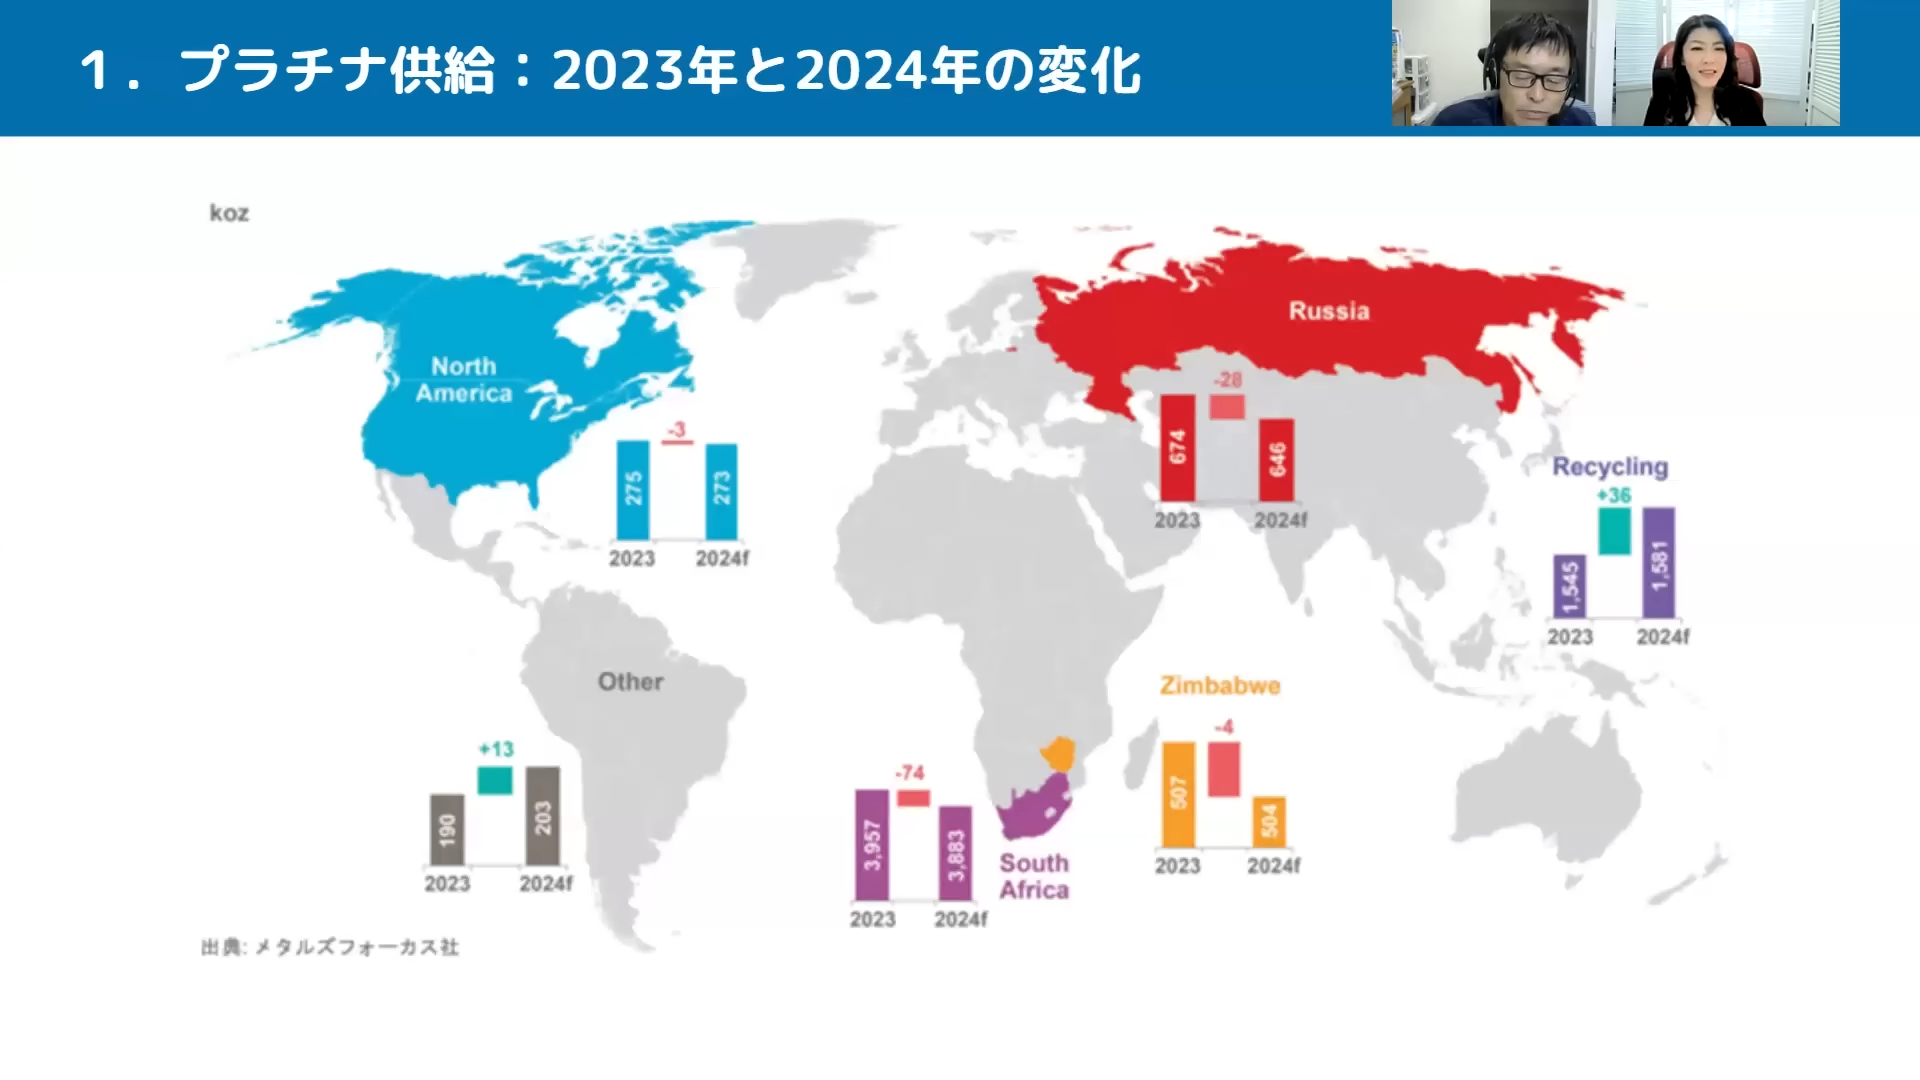 1. プラチナ供給：2023年と2024年の変化
koz
North
America
-3
275
273
2023
2024f
Russia
-28
674
646
2023
2024f
Recycling
+36
1,545
1,581
2023
2024f
Other
+13
190
203
2023
2024f
-74
3,957
3,883
2023
2024f
South
Africa
Zimbabwe
-4
507
504
2023
2024f
出典: メタルズフォーカス社